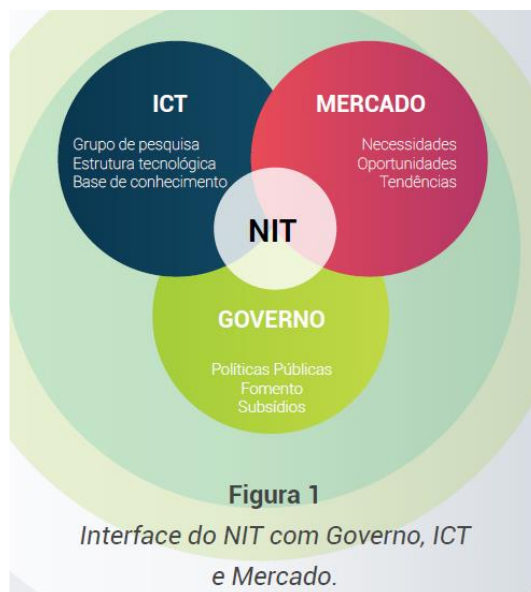 ICT
Grupo de pesquisa
Estrutura tecnológica
Base de conhecimento
MERCADO
Necessidades
Oportunidades
Tendências
NIT
GOVERNO
Políticas Públicas
Fomento
Subsídios
Figura 1
Interface do NIT com Governo, ICT
e Mercado.